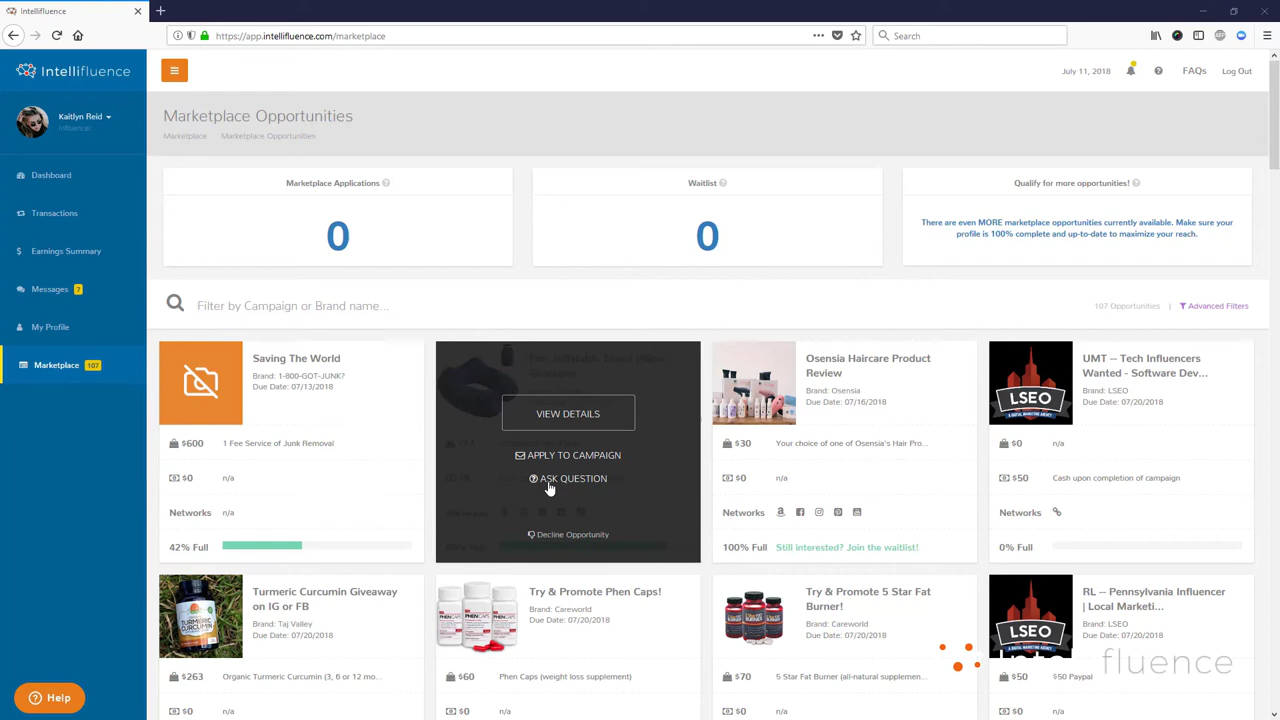 Intellifluence
https://app.intellifluence.com/marketplace
Search
Intellifluence
July 11, 2018
FAQs
Log Out
Kaitlyn Reid
Influencer
Dashboard
Transactions
Earnings Summary
Messages 7
My Profile
Marketplace 107
Help
Marketplace Opportunities
Marketplace Marketplace Opportunities
Marketplace Applications
0
Waitlist
0
Qualify for more opportunities!
There are even MORE marketplace opportunities currently available. Make sure your
profile is 100% complete and up-to-date to maximize your reach.
Filter by Campaign or Brand name...
107 Opportunities | Advanced Filters
Saving The World
Brand: 1-800-GOT-JUNK?
Due Date: 07/13/2018
$600 1 Fee Service of Junk Removal
$0 n/a
Networks n/a
42% Full
VIEW DETAILS
APPLY TO CAMPAIGN
ASK QUESTION
Decline Opportunity
Osensia Haircare Product
Review
Brand: Osensia
Due Date: 07/16/2018
$30 Your choice of one of Osensia's Hair Pro...
$0 n/a
Networks
100% Full Still interested? Join the waitlist!
LSEO
A DIGITAL MARKETING AGENCY
UMT -- Tech Influencers
Wanted - Software Dev...
Brand: LSEO
Due Date: 07/20/2018
$0 n/a
$50 Cash upon completion of campaign
Networks
0% Full
TURMERIC
CURCUMIN
Turmeric Curcumin Giveaway
on IG or FB
Brand: Taj Valley
Due Date: 07/20/2018
$263 Organic Turmeric Curcumin (3, 6 or 12 mo...
$0 n/a
PHENCAPS
Try & Promote Phen Caps!
Brand: Careworld
Due Date: 07/20/2018
$60 Phen Caps (weight loss supplement)
$0 n/a
Try & Promote 5 Star Fat
Burner!
Brand: Careworld
Due Date: 07/20/2018
$70 5 Star Fat Burner (all-natural supplemen...
$0 n/a
LSEO
A DIGITAL MARKETING AGENCY
RL -- Pennsylvania Influencer
| Local Marketi...
Brand: LSEO
Due Date: 07/20/2018
$50 $50 Paypal
$0 n/a
Intellifluence